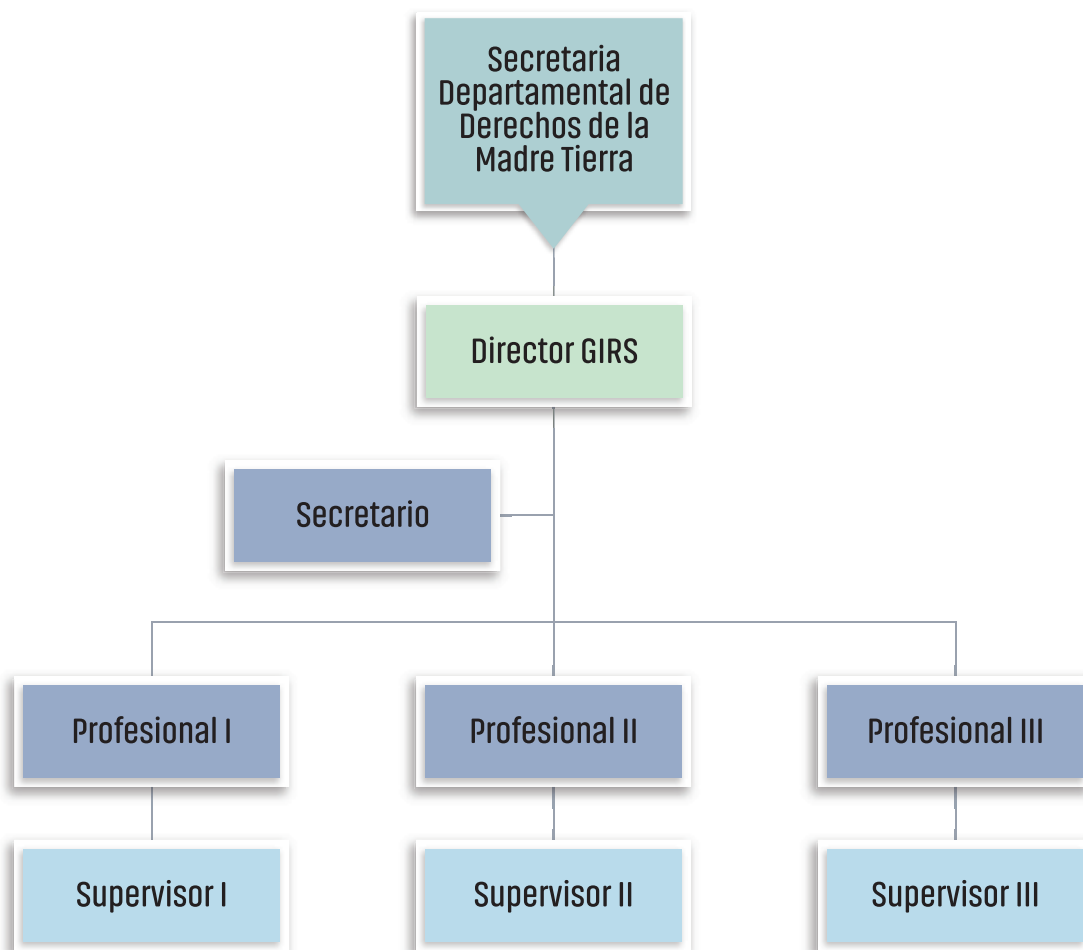 Secretaria
Departamental de
Derechos de la
Madre Tierra
Director GIRS
Secretario
Profesional I
Profesional II
Profesional III
Supervisor I
Supervisor II
Supervisor III